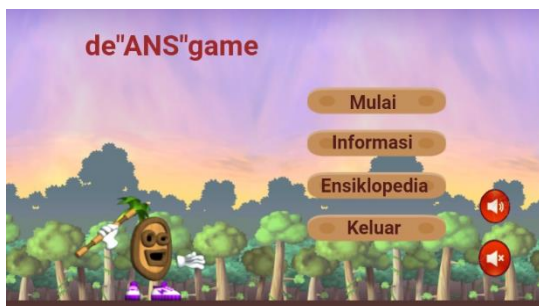 de"ANS"game
Mulai
Informasi
Ensiklopedia
Keluar